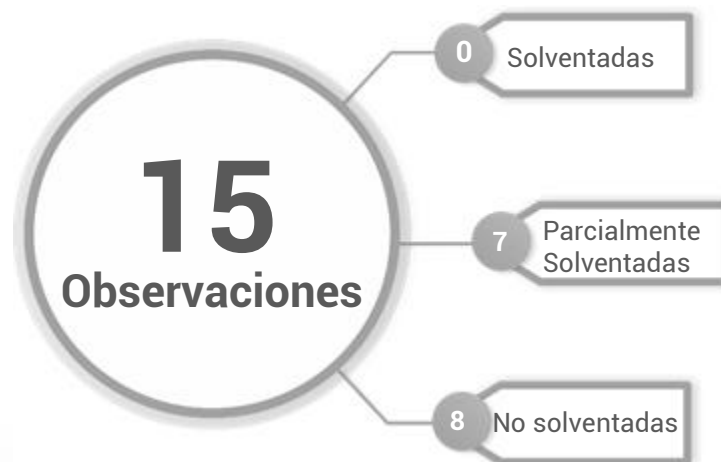 15
Observaciones
0
Solventadas
7
Parcialmente
Solventadas
8
No solventadas